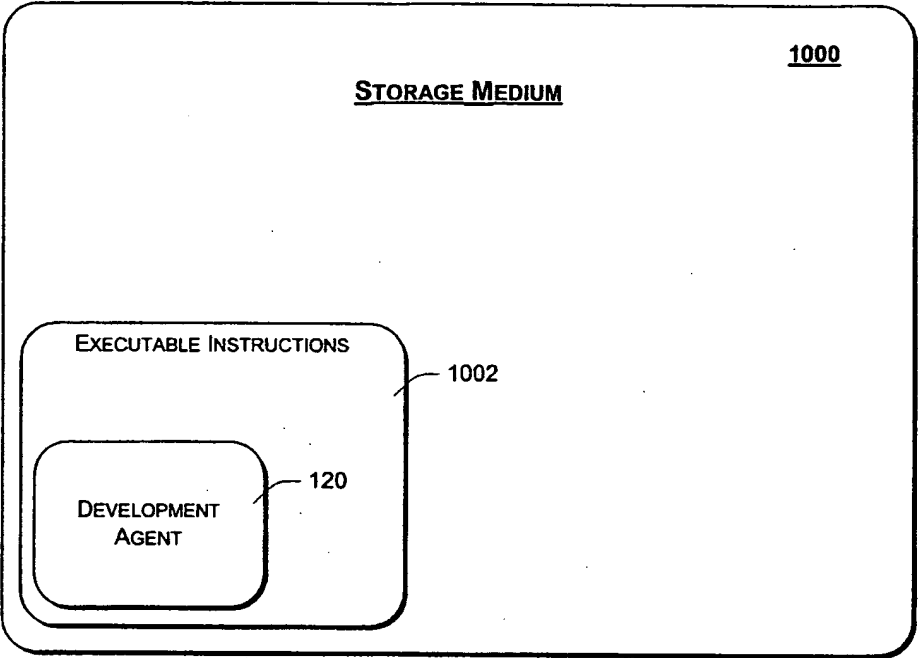 1000
STORAGE MEDIUM
EXECUTABLE INSTRUCTIONS
1002
120
DEVELOPMENT
AGENT